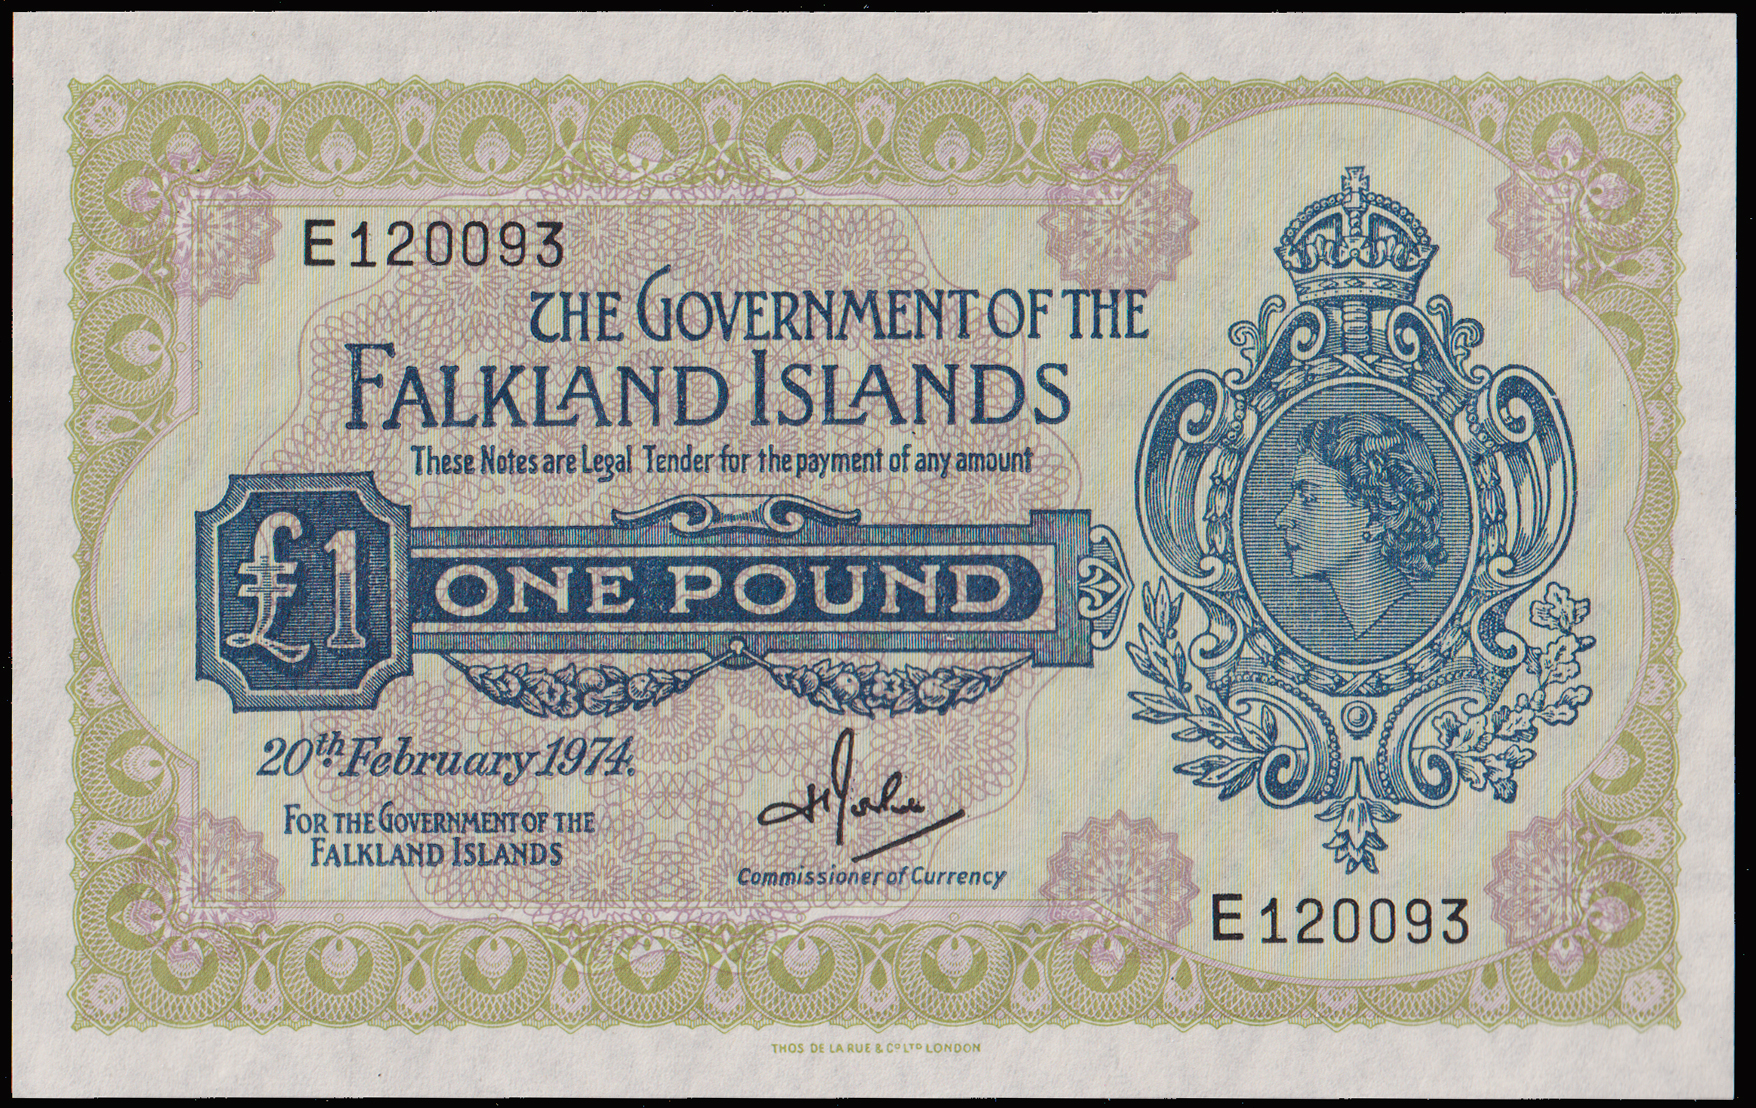 E120093
THE GOVERNMENT OF THE
FALKLAND ISLANDS
These Notes are Legal Tender for the payment of any amount
£1
ONE POUND
20th February 1974.
FOR THE GOVERNMENT OF THE
FALKLAND ISLANDS
Commissioner of Currency
E120093
THOS DE LA RUE & CO LTD LONDON